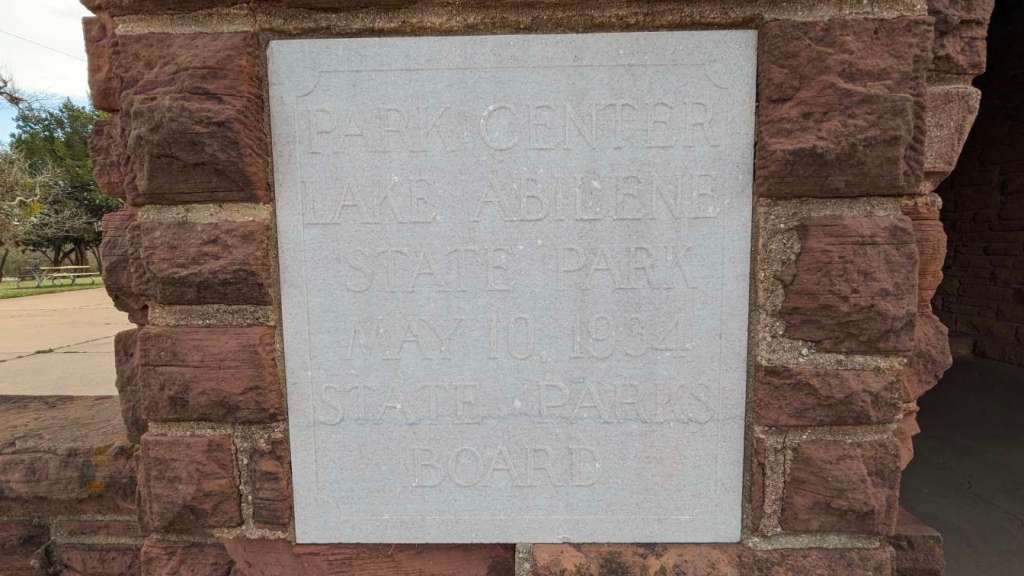 PARK CENTER
LAKE ABILENE
STATE PARK
MAY 10, 1934
STATE PARKS
BOARD